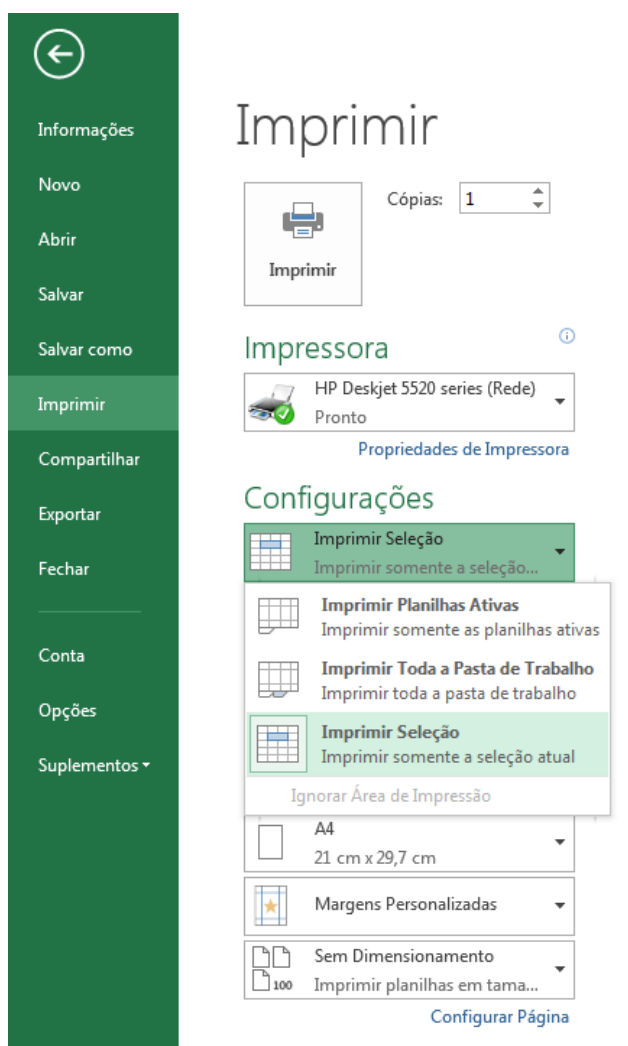 Informações
Novo
Abrir
Salvar
Salvar como
Imprimir
Compartilhar
Exportar
Fechar
Conta
Opções
Suplementos
Imprimir
Cópias: 1
Imprimir
Impressora
HP Deskjet 5520 series (Rede)
Pronto
Propriedades de Impressora
Configurações
Imprimir Seleção
Imprimir somente a seleção...
Imprimir Planilhas Ativas
Imprimir somente as planilhas ativas
Imprimir Toda a Pasta de Trabalho
Imprimir toda a pasta de trabalho
Imprimir Seleção
Imprimir somente a seleção atual
Ignorar Área de Impressão
A4
21 cm x 29,7 cm
Margens Personalizadas
Sem Dimensionamento
100 Imprimir planilhas em tama...
Configurar Página